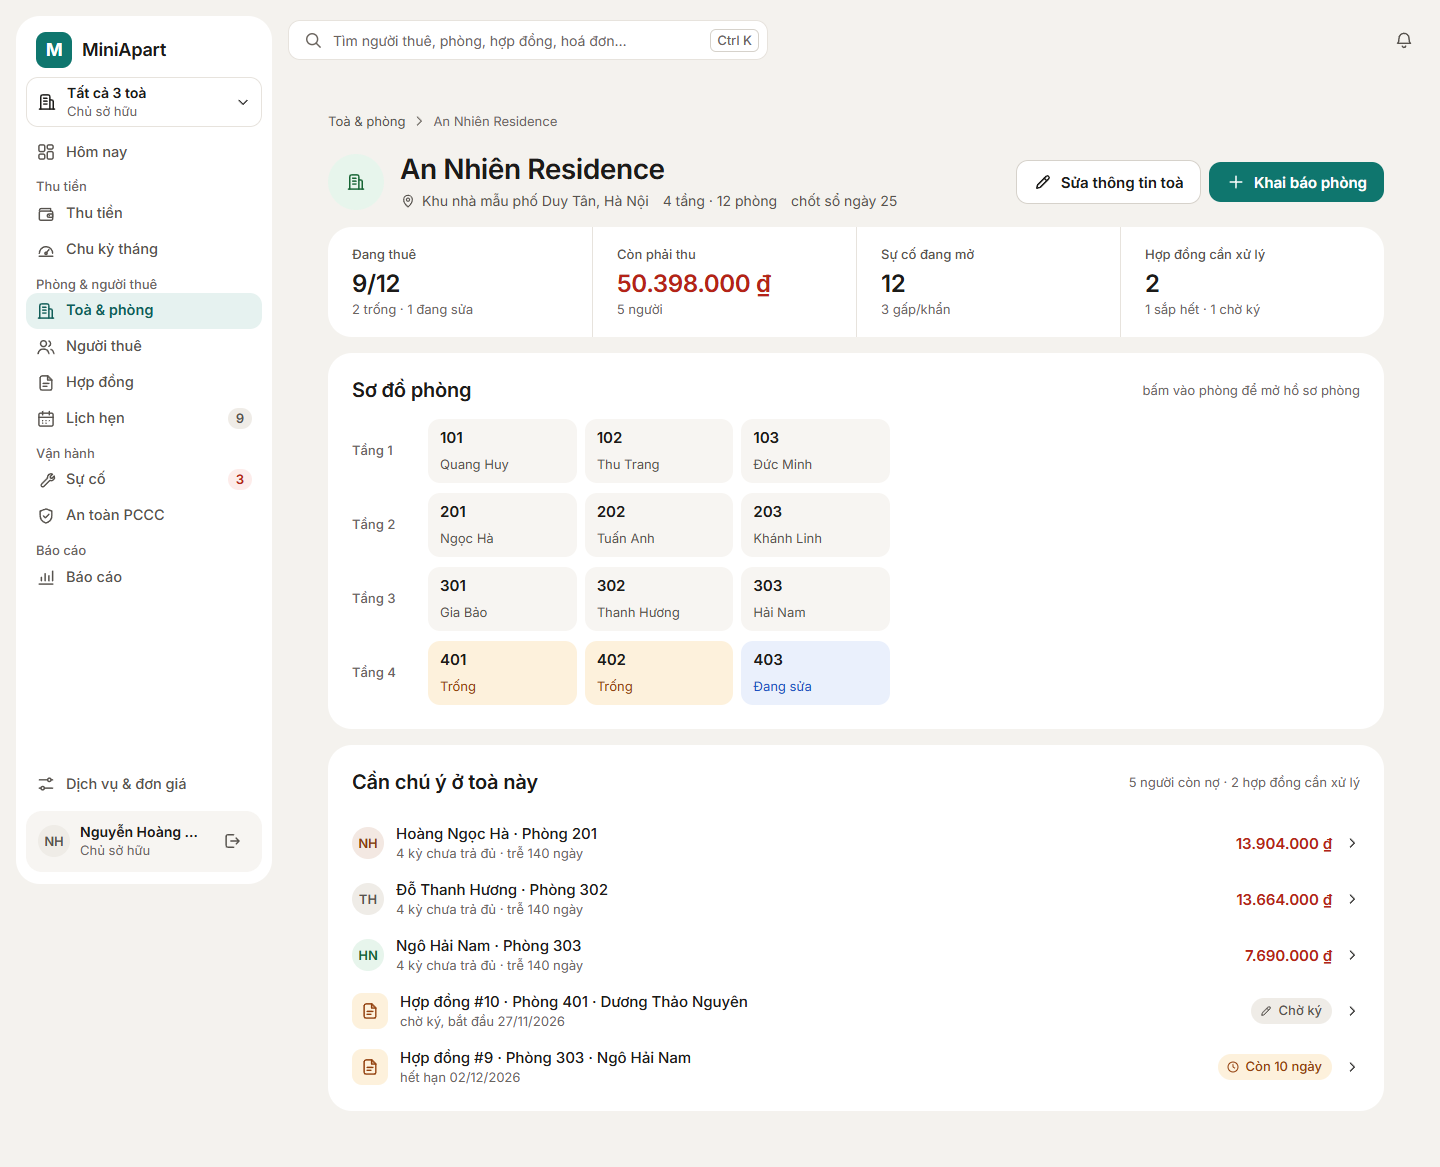 M MiniApart
Tất cả 3 toà
Chủ sở hữu
Hôm nay
Thu tiền
Thu tiền
Chu kỳ tháng
Phòng & người thuê
Toà & phòng
Người thuê
Hợp đồng
Lịch hẹn 9
Vận hành
Sự cố 3
An toàn PCCC
Báo cáo
Báo cáo
Dịch vụ & đơn giá
NH Nguyễn Hoàng ...
Chủ sở hữu
Tìm người thuê, phòng, hợp đồng, hoá đơn... Ctrl K
Toà & phòng An Nhiên Residence
An Nhiên Residence
Khu nhà mẫu phố Duy Tân, Hà Nội 4 tầng · 12 phòng chốt sổ ngày 25
Sửa thông tin toà
Khai báo phòng
Đang thuê
9/12
2 trống · 1 đang sửa
Còn phải thu
50.398.000 ₫
5 người
Sự cố đang mở
12
3 gấp/khẩn
Hợp đồng cần xử lý
2
1 sắp hết · 1 chờ ký
Sơ đồ phòng bấm vào phòng để mở hồ sơ phòng
Tầng 1
101
Quang Huy
102
Thu Trang
103
Đức Minh
Tầng 2
201
Ngọc Hà
202
Tuấn Anh
203
Khánh Linh
Tầng 3
301
Gia Bảo
302
Thanh Hương
303
Hải Nam
Tầng 4
401
Trống
402
Trống
403
Đang sửa
Cần chú ý ở toà này 5 người còn nợ · 2 hợp đồng cần xử lý
NH Hoàng Ngọc Hà · Phòng 201
4 kỳ chưa trả đủ · trễ 140 ngày
13.904.000 ₫
TH Đỗ Thanh Hương · Phòng 302
4 kỳ chưa trả đủ · trễ 140 ngày
13.664.000 ₫
HN Ngô Hải Nam · Phòng 303
4 kỳ chưa trả đủ · trễ 140 ngày
7.690.000 ₫
Hợp đồng #10 · Phòng 401 · Dương Thảo Nguyên
chờ ký, bắt đầu 27/11/2026
Chờ ký
Hợp đồng #9 · Phòng 303 · Ngô Hải Nam
hết hạn 02/12/2026
Còn 10 ngày